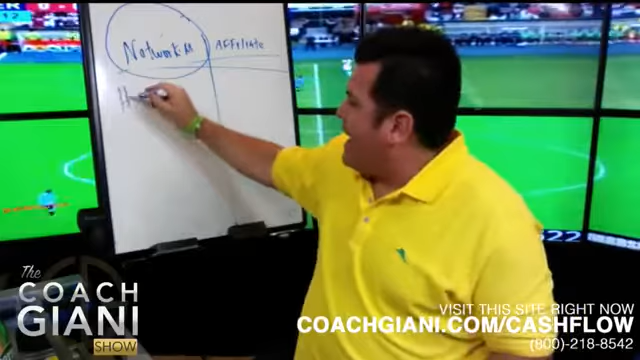 Network M
Affiliate
The
COACH
GIANI
SHOW
VISIT THIS SITE RIGHT NOW
COACHGIANI.COM/CASHFLOW
(800)-218-8542